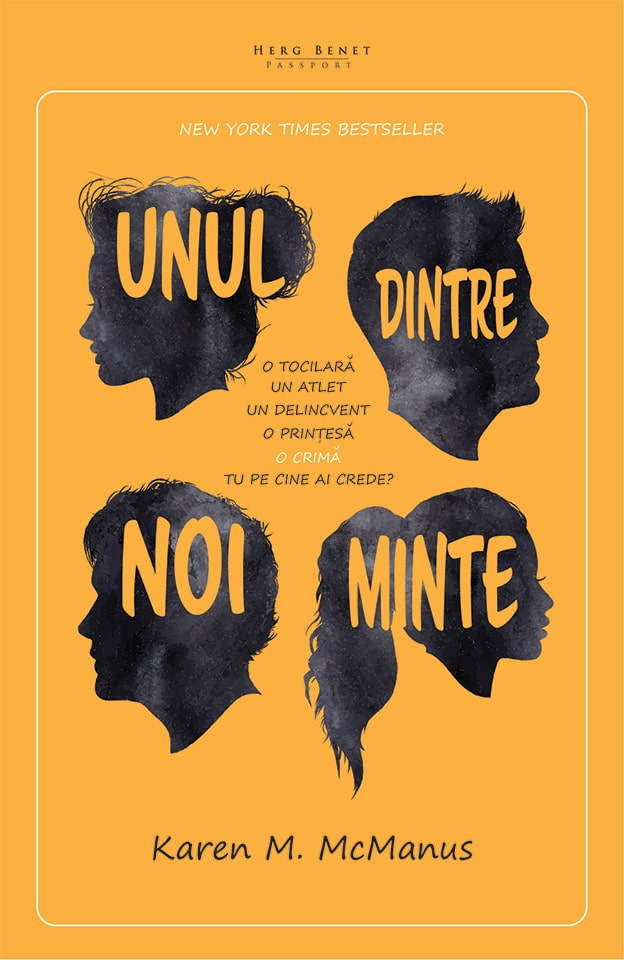 HERG BENET
PASSPORT
NEW YORK TIMES BESTSELLER
UNUL
DINTRE
O TOCILARĂ
UN ATLET
UN DELINCVENT
O PRINȚESĂ
O CRIMĂ
TU PE CINE AI CREDE?
NOI
MINTE
Karen M. McManus